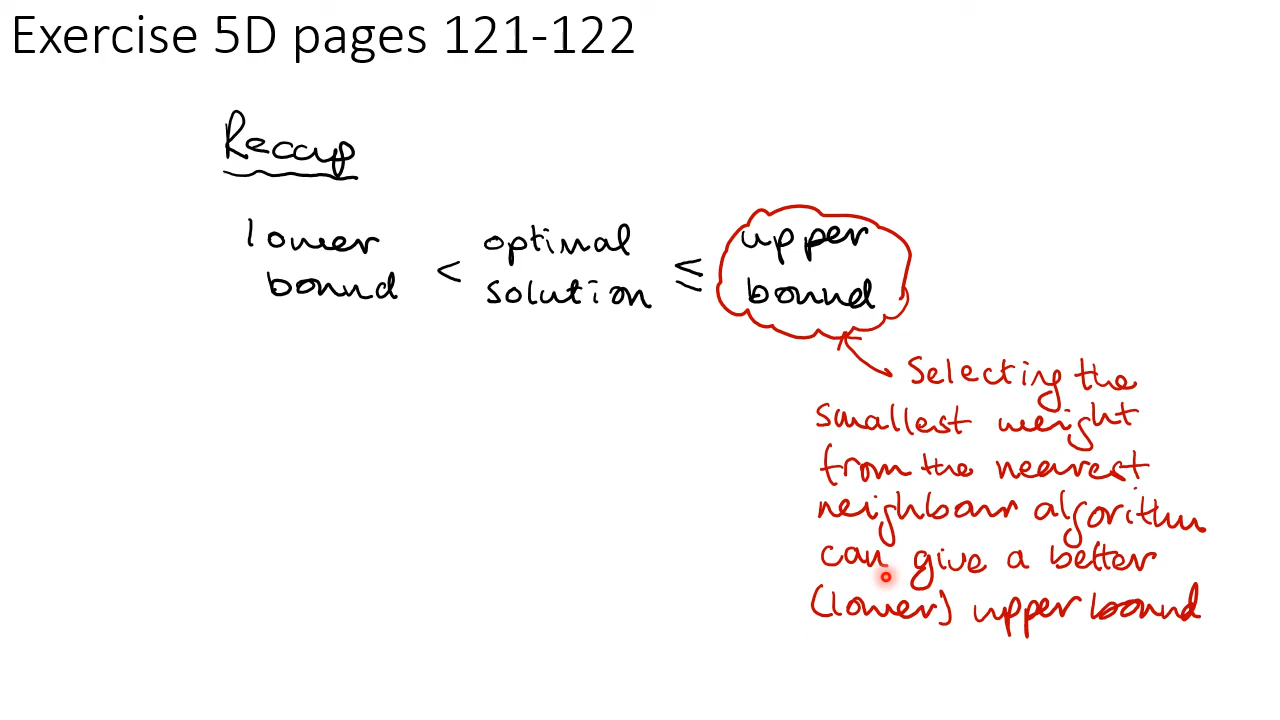 Exercise 5D pages 121-122
Recap
lower optimal upper
bound < solution ≤ bound
Selecting the
smallest weight
from the nearest
neighbour algorithm
can give a better
(lower) upper bound